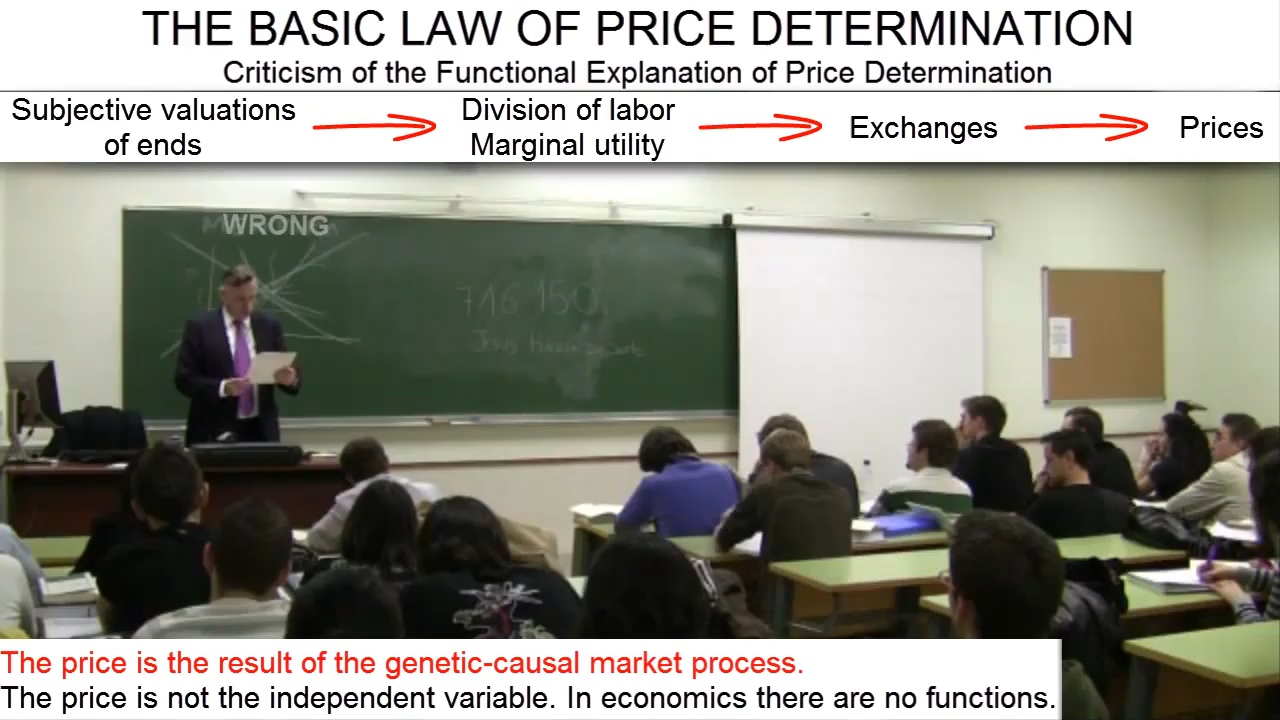 THE BASIC LAW OF PRICE DETERMINATION
Criticism of the Functional Explanation of Price Determination
Subjective valuations
of ends
Division of labor
Marginal utility
Exchanges
Prices
WRONG
716 150
The price is the result of the genetic-causal market process.
The price is not the independent variable. In economics there are no functions.